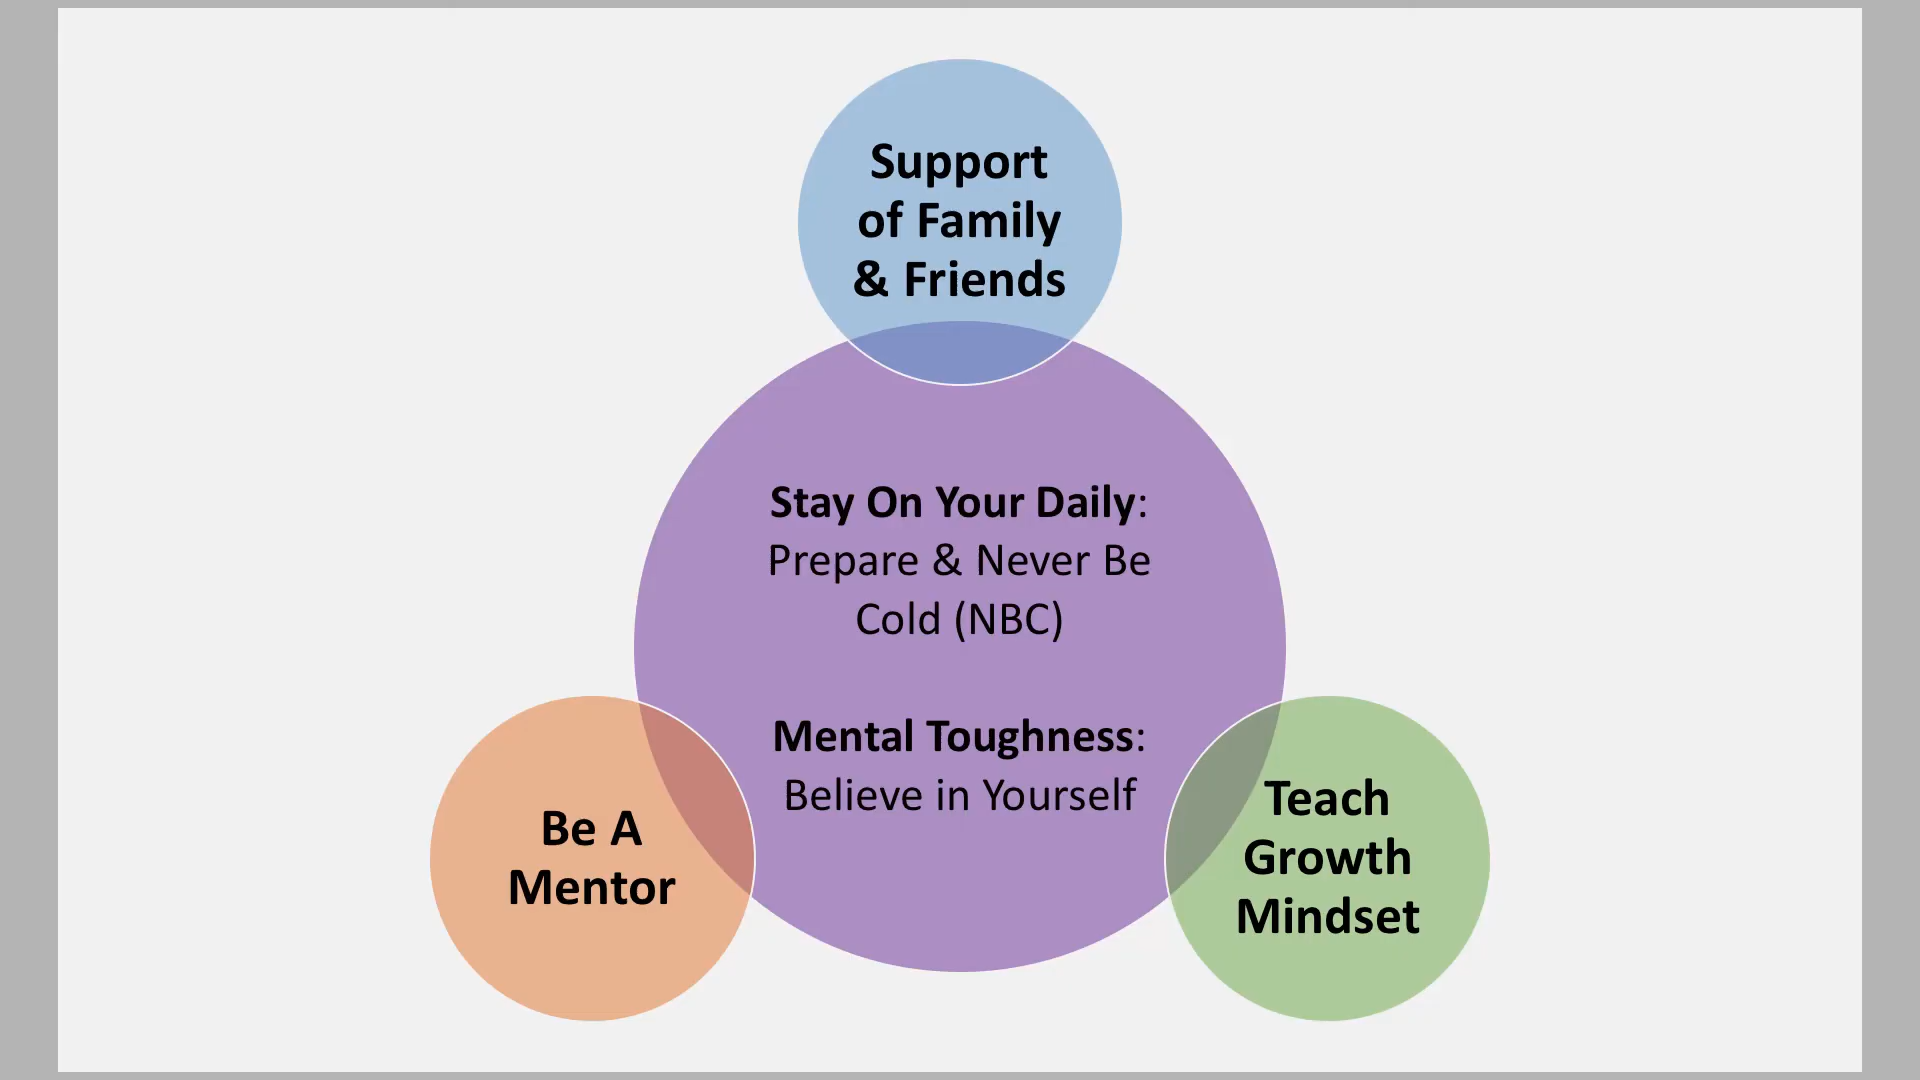 Support
of Family
& Friends
Stay On Your Daily:
Prepare & Never Be
Cold (NBC)
Mental Toughness:
Believe in Yourself
Be A
Mentor
Teach
Growth
Mindset